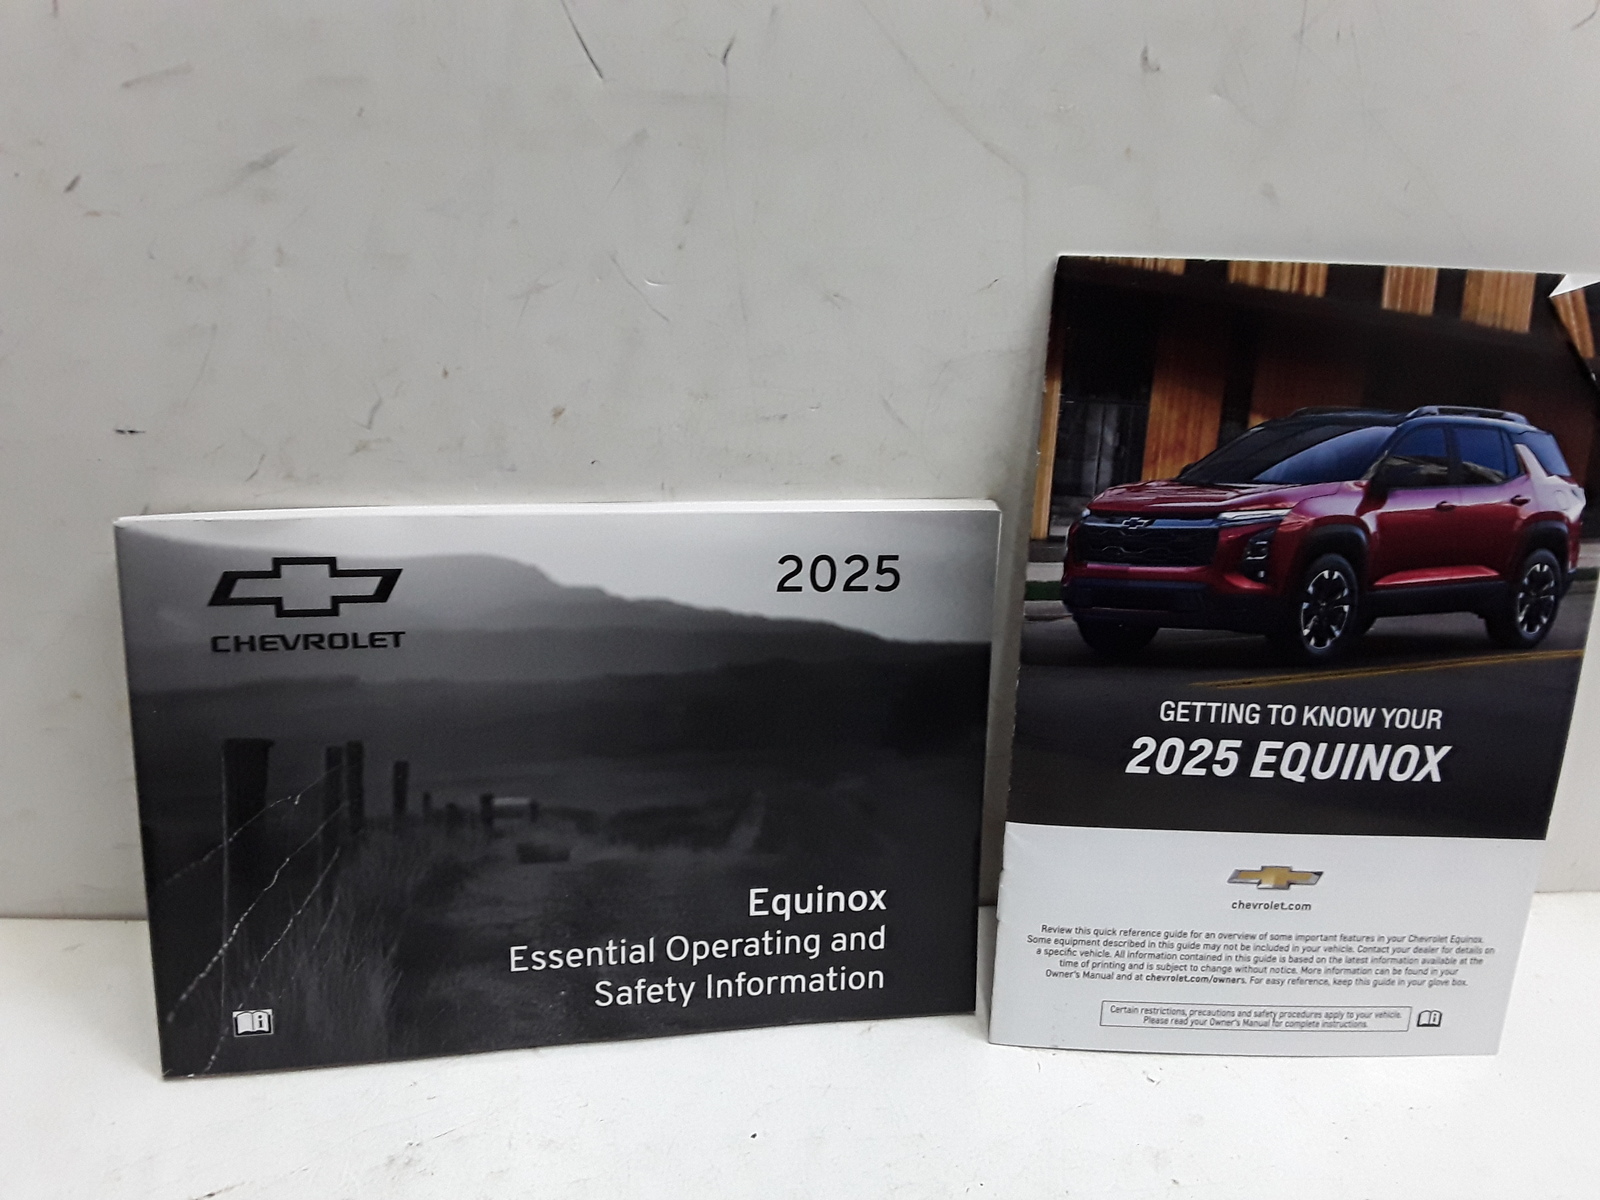 CHEVROLET
2025
Equinox
Essential Operating and
Safety Information
GETTING TO KNOW YOUR
2025 EQUINOX
chevrolet.com
Review this quick reference guide for an overview of some important features in your Chevrolet Equinox.
Some equipment described in this guide may not be included in your vehicle. Contact your dealer for details on
a specific vehicle. All information contained in this guide is based on the latest information available at the
time of printing and is subject to change without notice. More information can be found in your
Owner's Manual and at chevrolet.com/owners. For easy reference, keep this guide in your glove box.
Certain restrictions, precautions and safety procedures apply to your vehicle.
Please read your Owner's Manual for complete instructions.